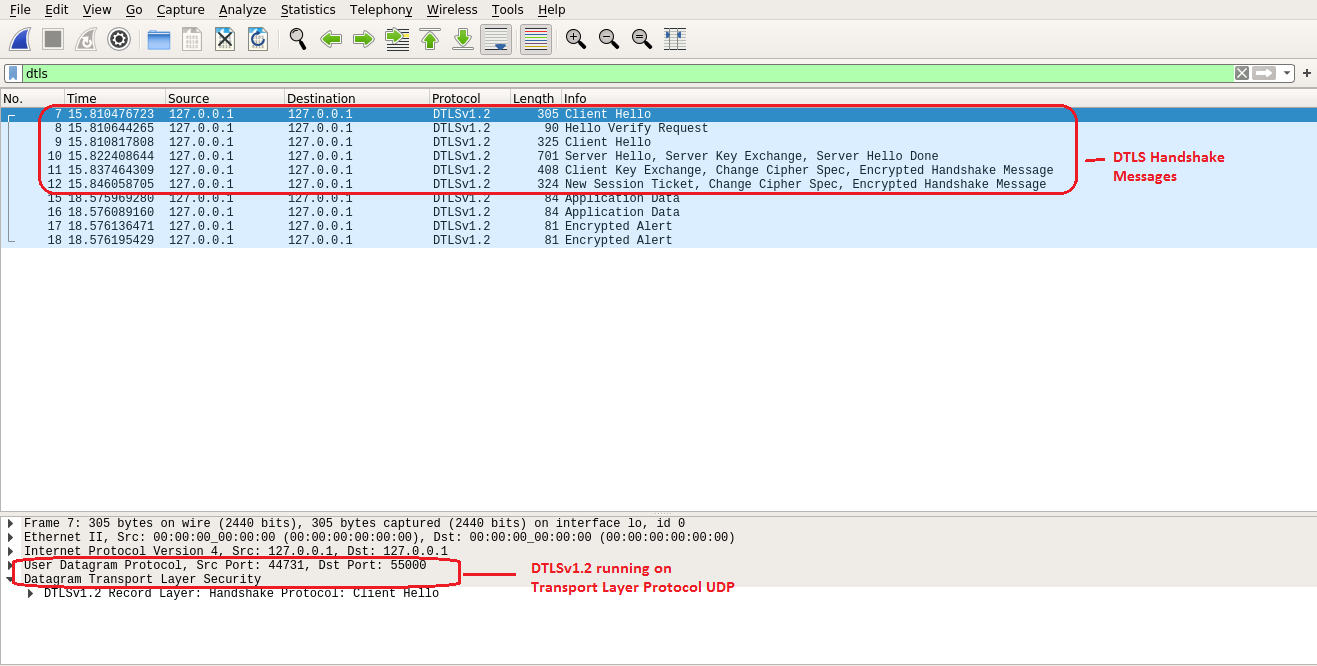 File Edit View Go Capture Analyze Statistics Telephony Wireless Tools Help
dtls
No. Time Source Destination Protocol Length Info
7 15.810476723 127.0.0.1 127.0.0.1 DTLSv1.2 305 Client Hello
8 15.810644265 127.0.0.1 127.0.0.1 DTLSv1.2 90 Hello Verify Request
9 15.810817808 127.0.0.1 127.0.0.1 DTLSv1.2 325 Client Hello
10 15.822408644 127.0.0.1 127.0.0.1 DTLSv1.2 701 Server Hello, Server Key Exchange, Server Hello Done
11 15.837464309 127.0.0.1 127.0.0.1 DTLSv1.2 408 Client Key Exchange, Change Cipher Spec, Encrypted Handshake Message
12 15.846058705 127.0.0.1 127.0.0.1 DTLSv1.2 324 New Session Ticket, Change Cipher Spec, Encrypted Handshake Message
15 18.575969280 127.0.0.1 127.0.0.1 DTLSv1.2 84 Application Data
16 18.576089160 127.0.0.1 127.0.0.1 DTLSv1.2 84 Application Data
17 18.576136471 127.0.0.1 127.0.0.1 DTLSv1.2 81 Encrypted Alert
18 18.576195429 127.0.0.1 127.0.0.1 DTLSv1.2 81 Encrypted Alert
DTLS Handshake
Messages
Frame 7: 305 bytes on wire (2440 bits), 305 bytes captured (2440 bits) on interface lo, id 0
Ethernet II, Src: 00:00:00_00:00:00 (00:00:00:00:00:00), Dst: 00:00:00_00:00:00 (00:00:00:00:00:00)
Internet Protocol Version 4, Src: 127.0.0.1, Dst: 127.0.0.1
User Datagram Protocol, Src Port: 44731, Dst Port: 55000
Datagram Transport Layer Security
DTLSv1.2 Record Layer: Handshake Protocol: Client Hello
DTLSv1.2 running on
Transport Layer Protocol UDP